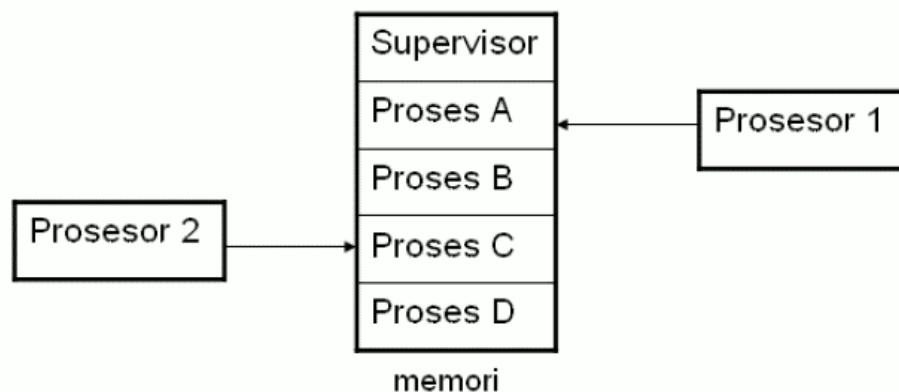 Supervisor
Proses A
Prosesor 1
Proses B
Prosesor 2
Proses C
Proses D
memori